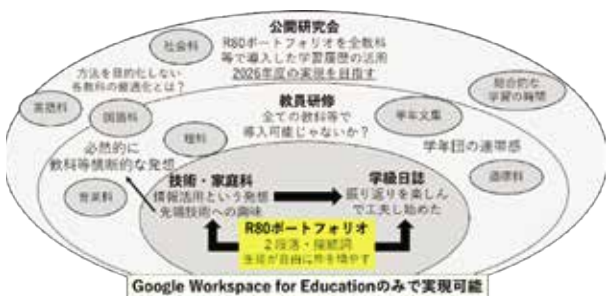 公開研究会
R80ポートフォリオを全教科
等で導入した学習履歴の活用
2026年度の実現を目指す
社会科
方法を目的化しない
各教科の最適化とは？
英語科
国語科
理科
総合的な
学習の時間
教員研修
全ての教科等で
導入可能じゃないか？
学年文集
学年団の連帯感
必然的に
教科等横断的な発想
音楽科
道徳科
技術・家庭科
情報活用という発想
先端技術への興味
学級日誌
振り返りを楽しん
で工夫し始めた
R80ポートフォリオ
２段落・接続詞
生徒が自由に枠を増やす
Google Workspace for Educationのみで実現可能